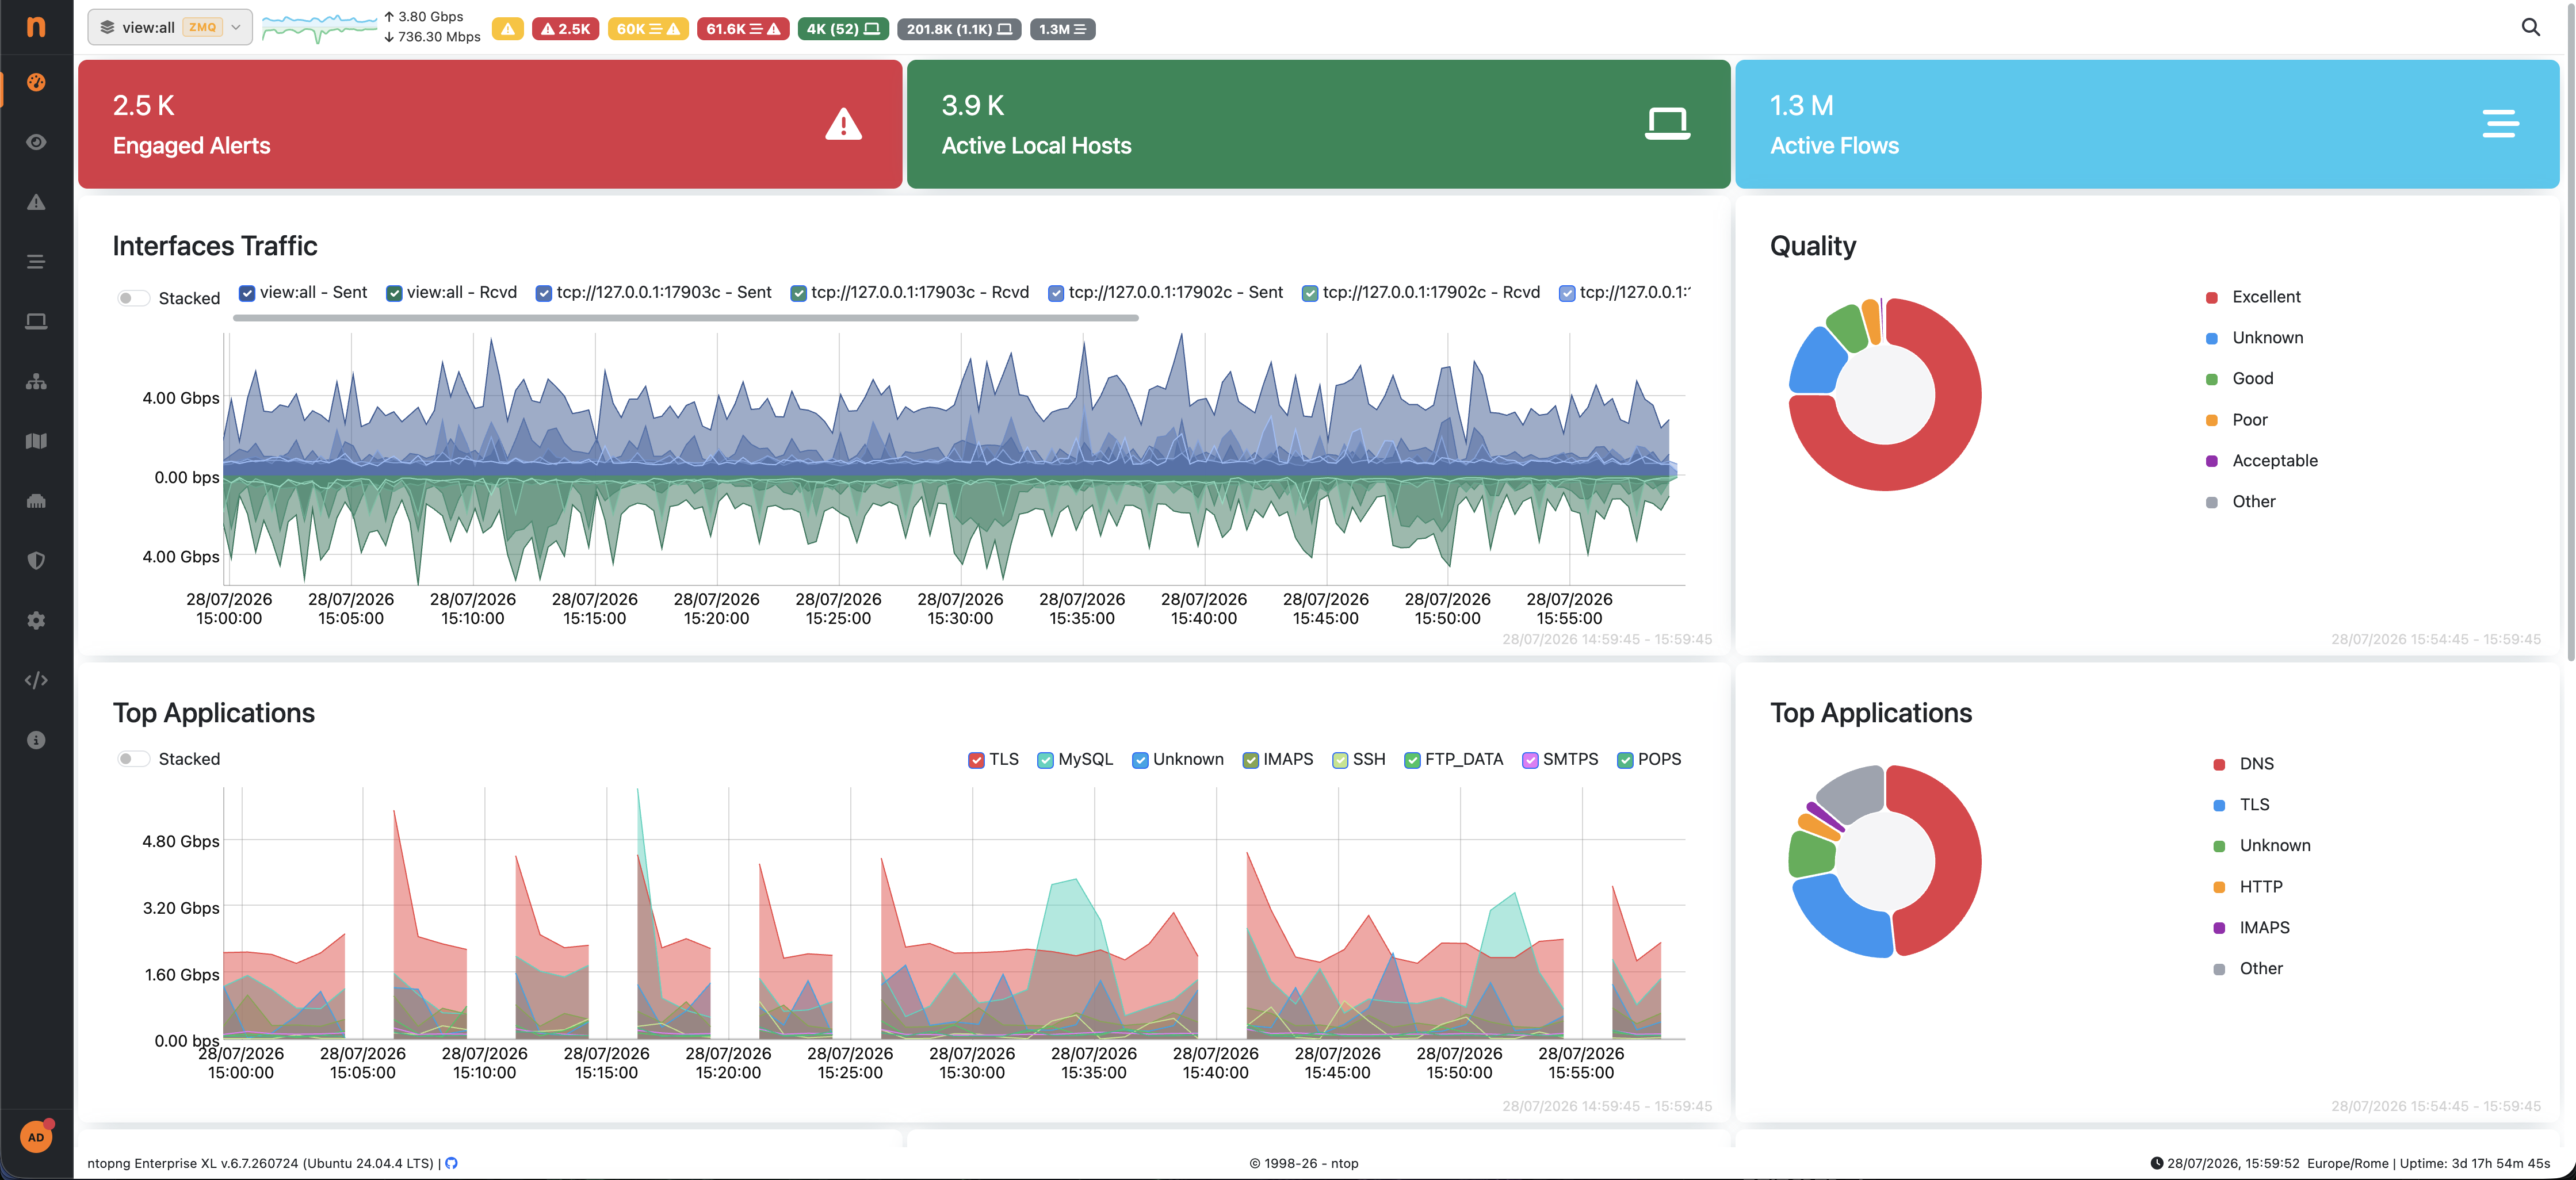 n
view:all ZMQ
↑ 3.80 Gbps
↓ 736.30 Mbps
2.5K
60K
61.6K
4K (52)
201.8K (1.1K)
1.3M
2.5 K
Engaged Alerts
3.9 K
Active Local Hosts
1.3 M
Active Flows
Interfaces Traffic
Stacked
view:all - Sent view:all - Rcvd tcp://127.0.0.1:17903c - Sent tcp://127.0.0.1:17903c - Rcvd tcp://127.0.0.1:17902c - Sent tcp://127.0.0.1:17902c - Rcvd tcp://127.0.0.1:
4.00 Gbps
0.00 bps
4.00 Gbps
28/07/2026 28/07/2026 28/07/2026 28/07/2026 28/07/2026 28/07/2026 28/07/2026 28/07/2026 28/07/2026 28/07/2026 28/07/2026 28/07/2026
15:00:00 15:05:00 15:10:00 15:15:00 15:20:00 15:25:00 15:30:00 15:35:00 15:40:00 15:45:00 15:50:00 15:55:00
28/07/2026 14:59:45 - 15:59:45
Quality
Excellent
Unknown
Good
Poor
Acceptable
Other
28/07/2026 15:54:45 - 15:59:45
Top Applications
Stacked
TLS MySQL Unknown IMAPS SSH FTP_DATA SMTPS POPS
4.80 Gbps
3.20 Gbps
1.60 Gbps
0.00 bps
28/07/2026 28/07/2026 28/07/2026 28/07/2026 28/07/2026 28/07/2026 28/07/2026 28/07/2026 28/07/2026 28/07/2026 28/07/2026 28/07/2026
15:00:00 15:05:00 15:10:00 15:15:00 15:20:00 15:25:00 15:30:00 15:35:00 15:40:00 15:45:00 15:50:00 15:55:00
28/07/2026 14:59:45 - 15:59:45
Top Applications
DNS
TLS
Unknown
HTTP
IMAPS
Other
28/07/2026 15:54:45 - 15:59:45
AD
ntopng Enterprise XL v.6.7.260724 (Ubuntu 24.04.4 LTS) |
© 1998-26 - ntop
28/07/2026, 15:59:52 Europe/Rome | Uptime: 3d 17h 54m 45s